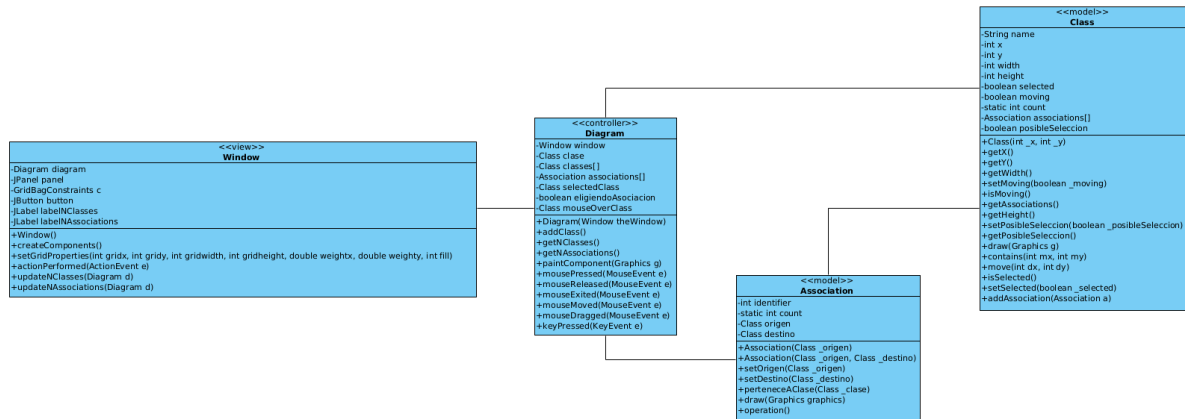 <<view>>
Window
-Diagram diagram
-JPanel panel
-GridBagConstraints c
-JButton button
-JLabel labelNClasses
-JLabel labelNAssociations
+Window()
+createComponents()
+setGridProperties(int gridx, int gridy, int gridwidth, int gridheight, double weightx, double weighty, int fill)
+actionPerformed(ActionEvent e)
+updateNClasses(Diagram d)
+updateNAssociations(Diagram d)
<<controller>>
Diagram
-Window window
-Class clase
-Class classes[]
-Association associations[]
-Class selectedClass
-boolean eligiendoAsociacion
-Class mouseOverClass
+Diagram(Window theWindow)
+addClass()
+getNClasses()
+getNAssociations()
+paintComponent(Graphics g)
+mousePressed(MouseEvent e)
+mouseReleased(MouseEvent e)
+mouseExited(MouseEvent e)
+mouseMoved(MouseEvent e)
+mouseDragged(MouseEvent e)
+keyPressed(KeyEvent e)
<<model>>
Association
-int identifier
-static int count
-Class origen
-Class destino
+Association(Class _origen)
+Association(Class _origen, Class _destino)
+setOrigen(Class _origen)
+setDestino(Class _destino)
+perteneceAClase(Class _clase)
+draw(Graphics graphics)
+operation()
<<model>>
Class
-String name
-int x
-int y
-int width
-int height
-boolean selected
-boolean moving
-static int count
-Association associations[]
-boolean posibleSeleccion
+Class(int _x, int _y)
+getX()
+getY()
+getWidth()
+setMoving(boolean _moving)
+isMoving()
+getAssociations()
+getHeight()
+setPosibleSeleccion(boolean _posibleSeleccion)
+getPosibleSeleccion()
+draw(Graphics g)
+contains(int mx, int my)
+move(int dx, int dy)
+isSelected()
+setSelected(boolean _selected)
+addAssociation(Association a)